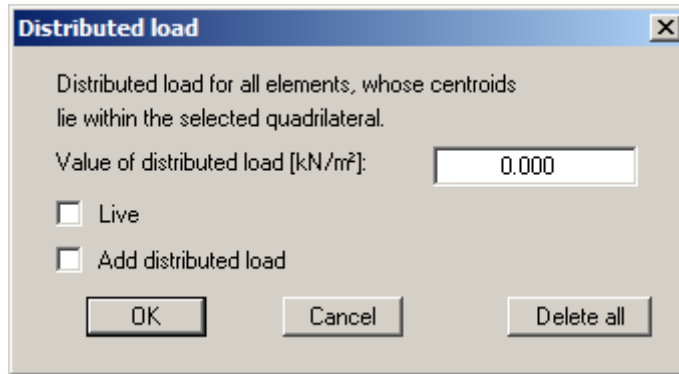 Distributed load
Distributed load for all elements, whose centroids
lie within the selected quadrilateral.
Value of distributed load [kN/m²]: 0.000
Live
Add distributed load
OK Cancel Delete all